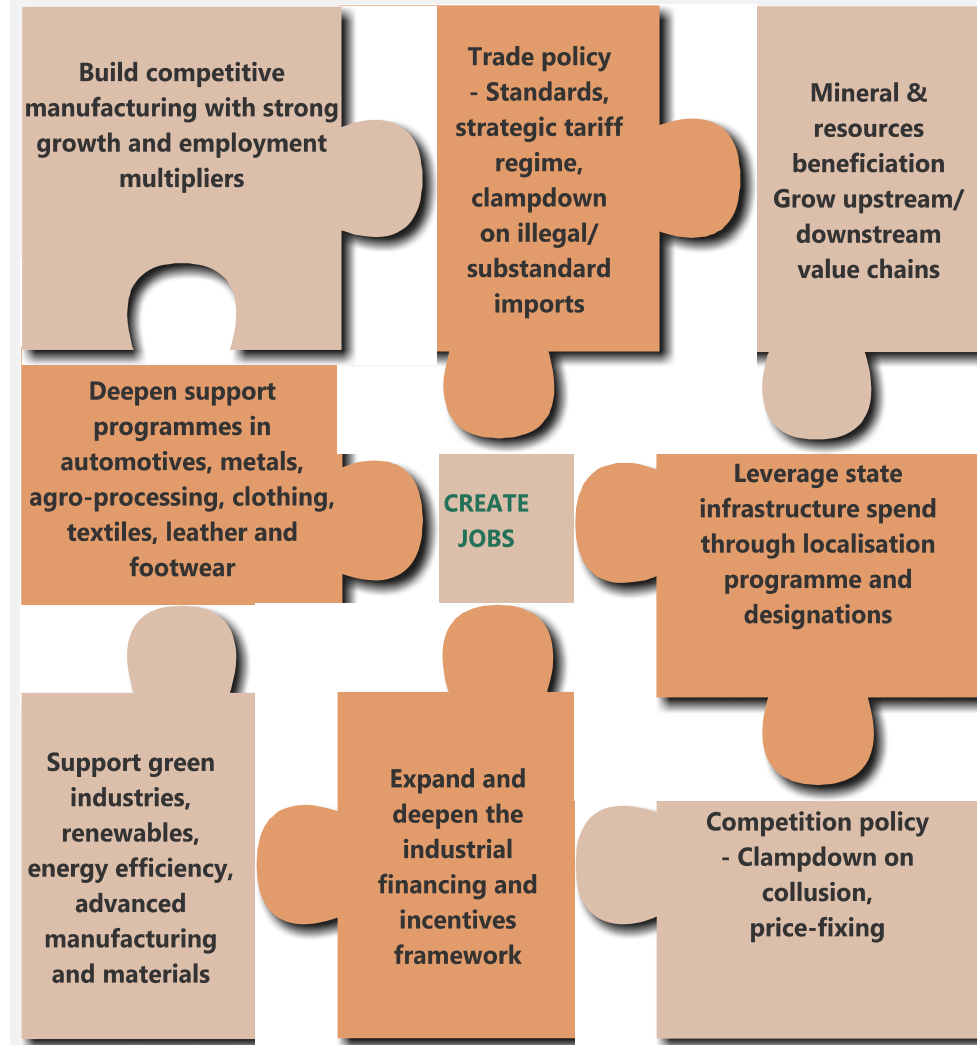 Build competitive
manufacturing with strong
growth and employment
multipliers
Trade policy
- Standards,
strategic tariff
regime,
clampdown
on illegal/
substandard
imports
Mineral &
resources
beneficiation
Grow upstream/
downstream
value chains
Deepen support
programmes in
automotives, metals,
agro-processing, clothing,
textiles, leather and
footwear
CREATE
JOBS
Leverage state
infrastructure spend
through localisation
programme and
designations
Support green
industries,
renewables,
energy efficiency,
advanced
manufacturing
and materials
Expand and
deepen the
industrial
financing and
incentives
framework
Competition policy
- Clampdown on
collusion,
price-fixing